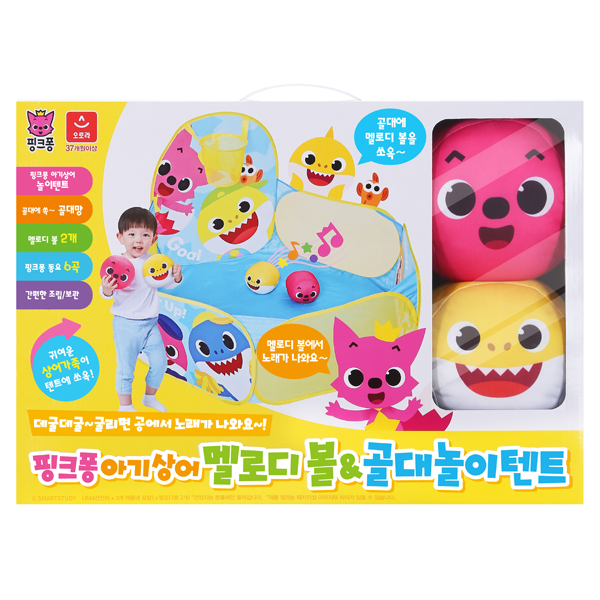 핑크퐁
오로라
37개월이상
핑크퐁 아기상어
놀이텐트
골대에 쏙~ 골대망
멜로디 볼 2개
핑크퐁 동요 6곡
간편한 조립/보관
귀여운
상어가족이
텐트에 쏘옥!
골대에
멜로디 볼을
쏘옥~
Goal
Up!
멜로디 볼에서
노래가 나와요~
데굴데굴~굴리면 공에서 노래가 나와요~!
핑크퐁 아기상어 멜로디 볼&골대놀이텐트